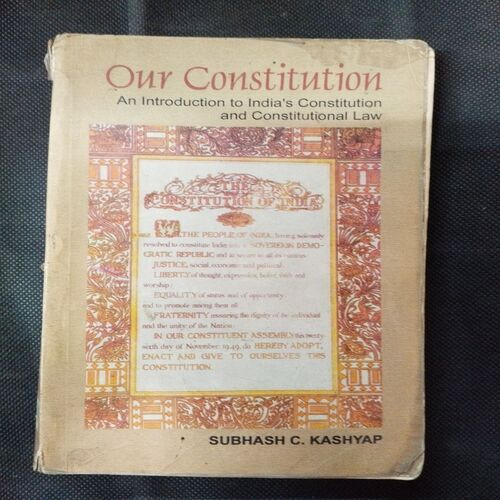 Our Constitution
An Introduction to India's Constitution
and Constitutional Law
THE
CONSTITUTION OF INDIA
WE, THE PEOPLE OF INDIA, having solemnly
resolved to constitute India into a SOVEREIGN DEMO-
CRATIC REPUBLIC and to secure to all its citizens:
JUSTICE, social, economic and political;
LIBERTY of thought, expression, belief, faith and
worship;
EQUALITY of status and of opportunity;
and to promote among them all
FRATERNITY assuring the dignity of the individual
and the unity of the Nation;
IN OUR CONSTITUENT ASSEMBLY this twenty-
sixth day of November, 1949, do HEREBY ADOPT,
ENACT AND GIVE TO OURSELVES THIS
CONSTITUTION.
SUBHASH C. KASHYAP